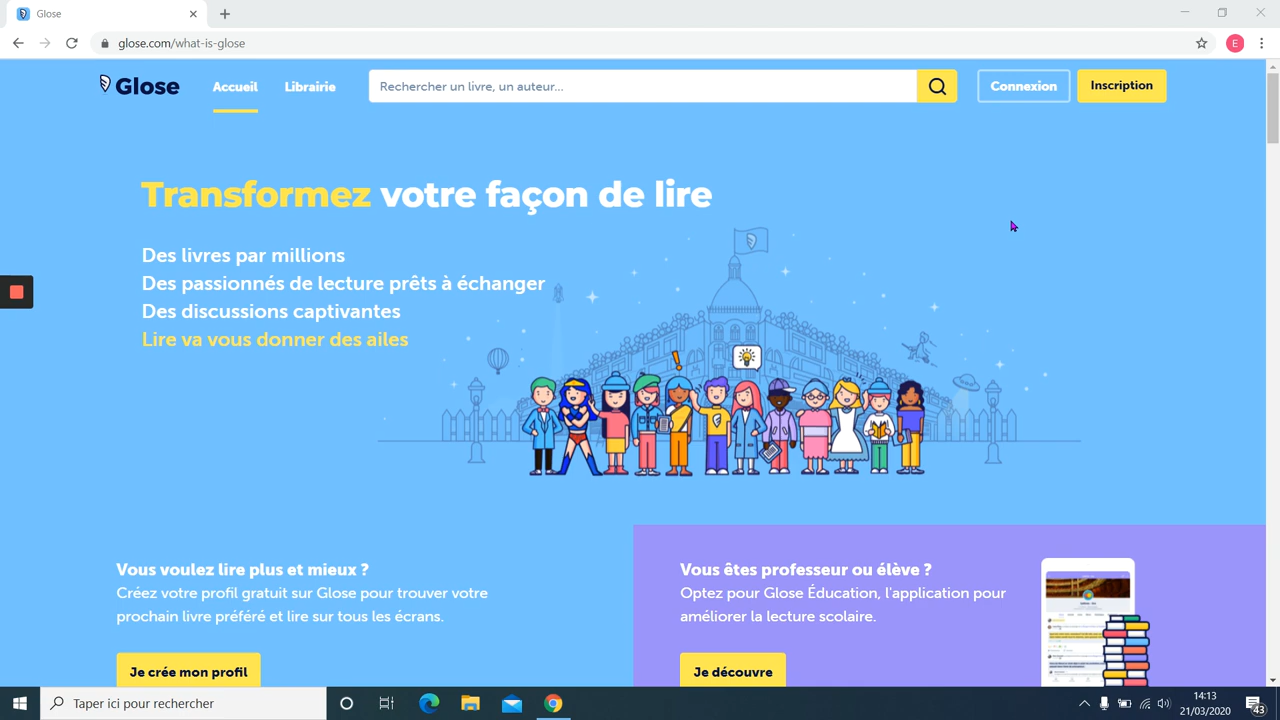 Glose
glose.com/what-is-glose
E
Glose
Accueil
Librairie
Rechercher un livre, un auteur...
Connexion
Inscription
Transformez votre façon de lire
Des livres par millions
Des passionnés de lecture prêts à échanger
Des discussions captivantes
Lire va vous donner des ailes
Vous voulez lire plus et mieux ?
Créez votre profil gratuit sur Glose pour trouver votre
prochain livre préféré et lire sur tous les écrans.
Je crée mon profil
Vous êtes professeur ou élève ?
Optez pour Glose Éducation, l'application pour
améliorer la lecture scolaire.
Je découvre
Taper ici pour rechercher
14:13
21/03/2020
43